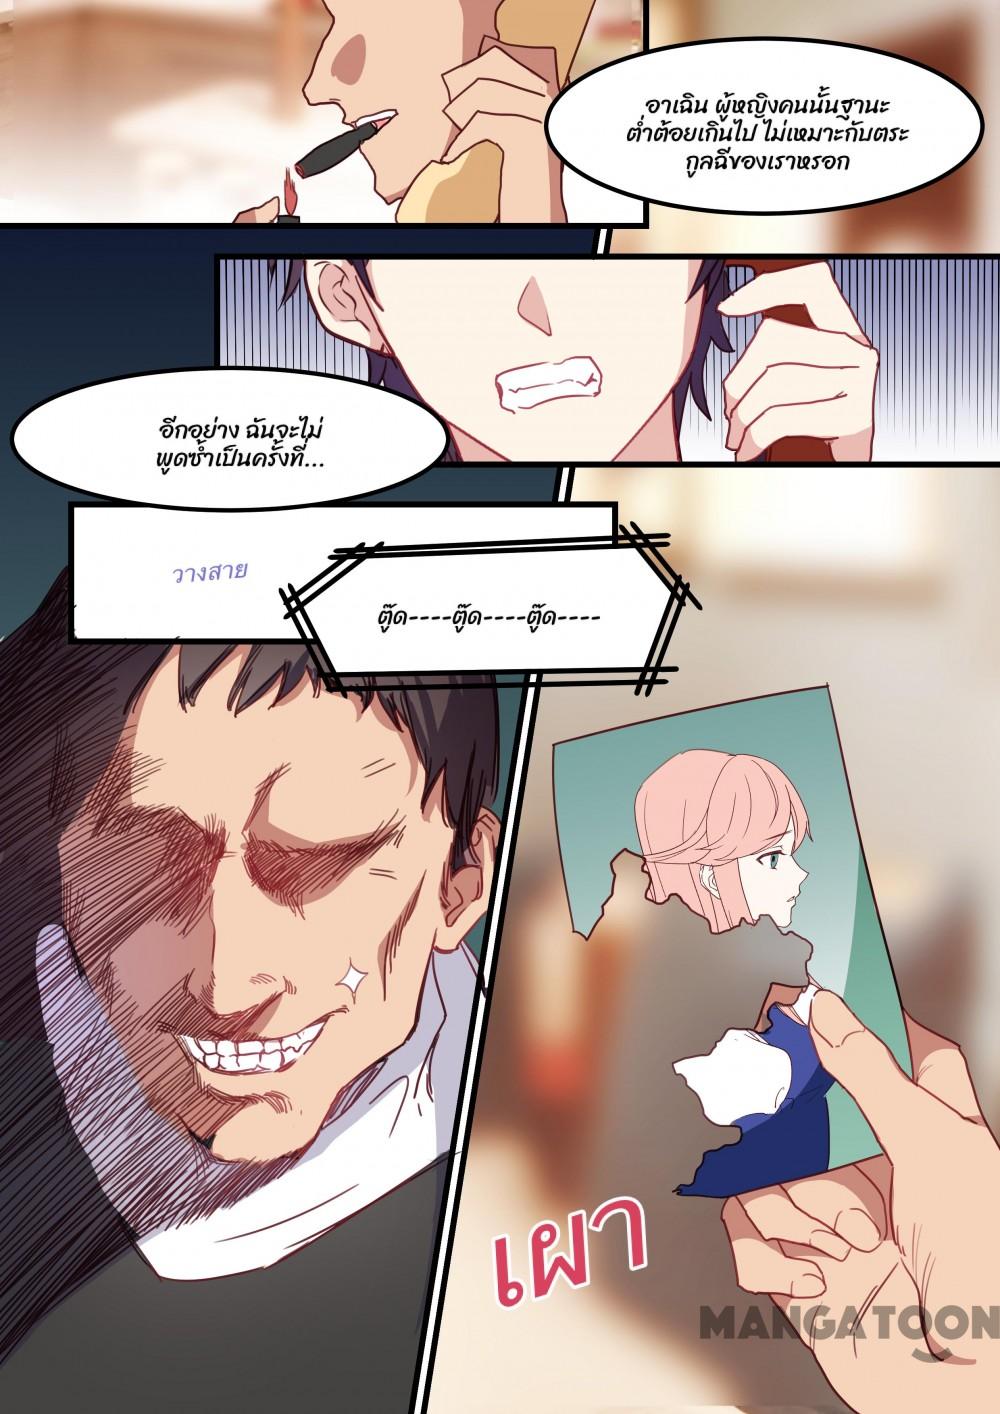 อาเฉิน ผู้หญิงคนนั้นฐานะ
ต่ำต้อยเกินไป ไม่เหมาะกับตระ
กูลฉีของเราหรอก
อีกอย่าง ฉันจะไม่
พูดซ้ำเป็นครั้งที่...
วางสาย
ตู๊ด----ตู๊ด----ตู๊ด----
เผา
MANGATOON